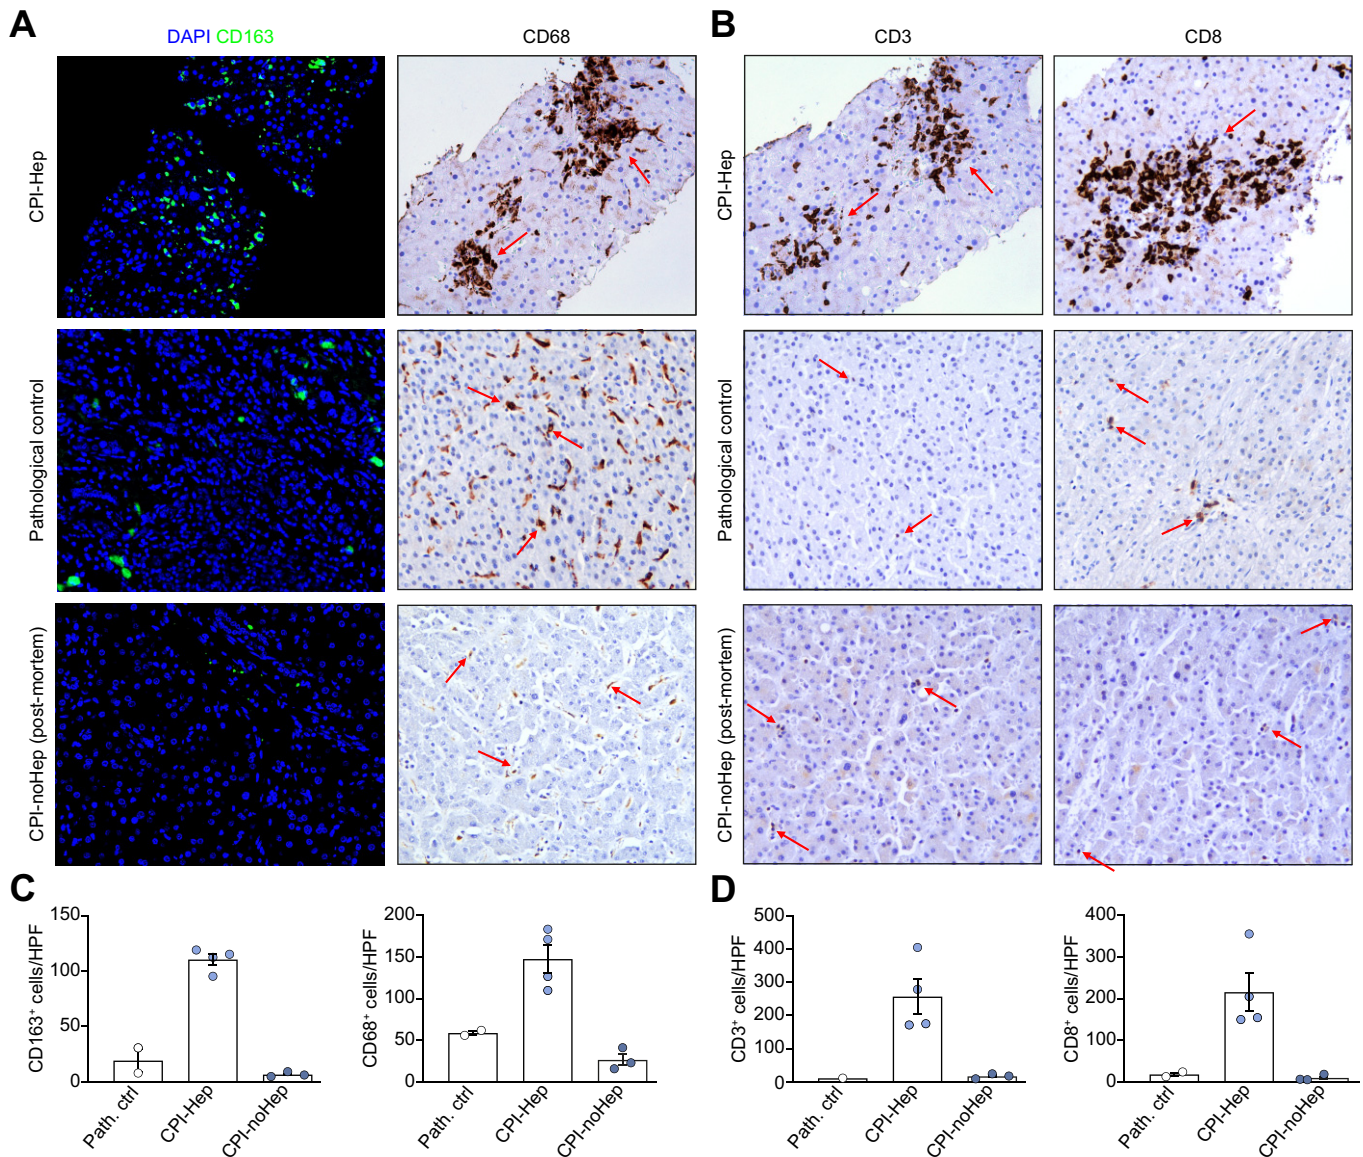 A
B
DAPI CD163
CD68
CD3
CD8
CPI-Hep
CPI-Hep
Pathological control
Pathological control
CPI-noHep (post-mortem)
CPI-noHep (post-mortem)
C
D
CD163⁺ cells/HPF
150
100
50
0
Path. ctrl
CPI-Hep
CPI-noHep
CD68⁺ cells/HPF
200
150
100
50
0
Path. ctrl
CPI-Hep
CPI-noHep
CD3⁺ cells/HPF
500
400
300
200
100
0
Path. ctrl
CPI-Hep
CPI-noHep
CD8⁺ cells/HPF
400
300
200
100
0
Path. ctrl
CPI-Hep
CPI-noHep